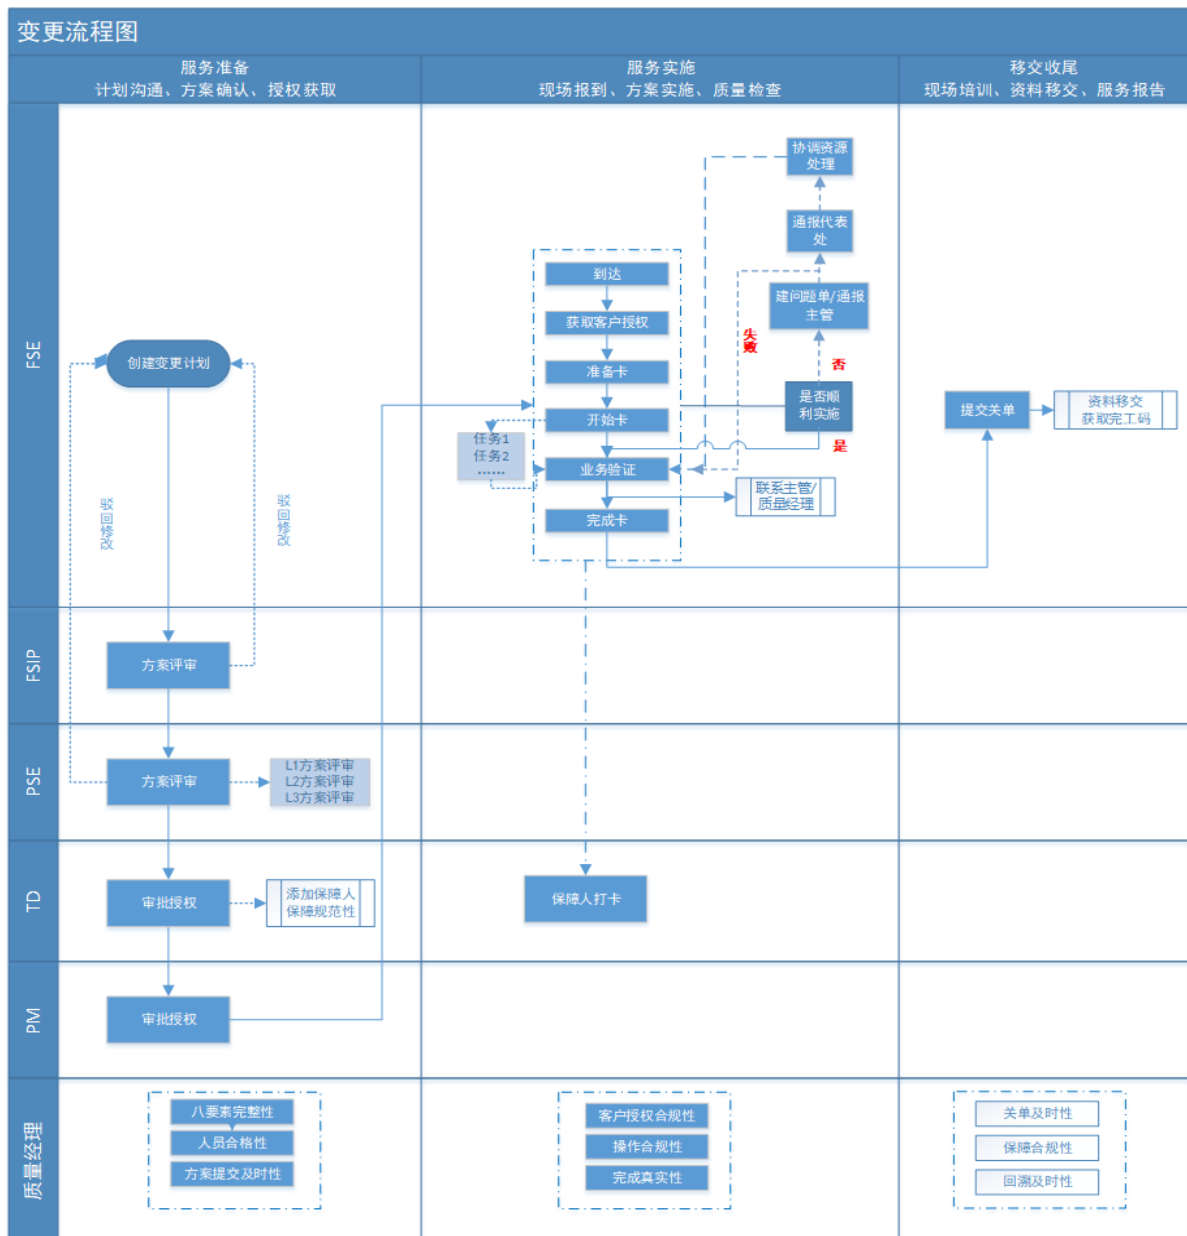 变更流程图
服务准备
计划沟通、方案确认、授权获取
服务实施
现场报到、方案实施、质量检查
移交收尾
现场培训、资料移交、服务报告
FSE
创建变更计划
驳回修改
驳回修改
到达
获取客户授权
准备卡
开始卡
任务1
任务2
……
业务验证
完成卡
协调资源
处理
通报代表
处
建问题单/通报
主管
失败
否
是否顺
利实施
是
联系主管/
质量经理
提交关单
资料移交
获取完工码
FSIP
方案评审
PSE
方案评审
L1方案评审
L2方案评审
L3方案评审
TD
审批授权
添加保障人
保障规范性
保障人打卡
PM
审批授权
质量经理
八要素完整性
人员合格性
方案提交及时性
客户授权合规性
操作合规性
完成真实性
关单及时性
保障合规性
回溯及时性